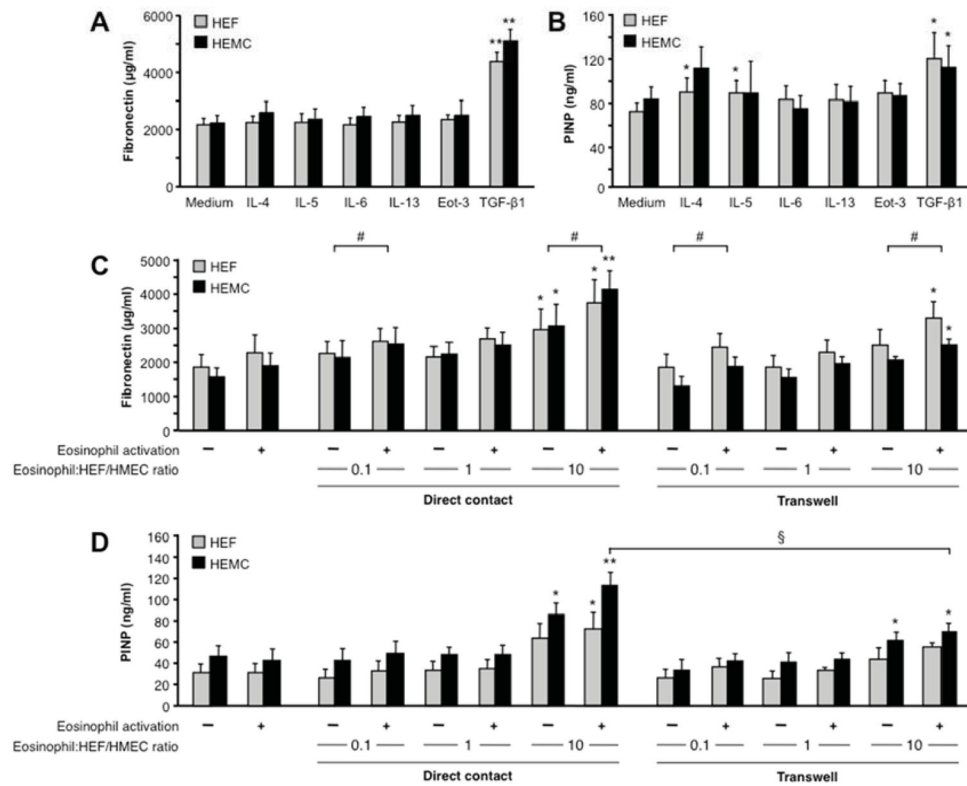 A
HEF
HEMC
Fibronectin (µg/ml)
6000
4000
2000
0
** **
Medium IL-4 IL-5 IL-6 IL-13 Eot-3 TGF-β1
B
HEF
HEMC
PINP (ng/ml)
160
120
80
40
0
* * * *
Medium IL-4 IL-5 IL-6 IL-13 Eot-3 TGF-β1
C
HEF
HEMC
Fibronectin (µg/ml)
5000
4000
3000
2000
1000
0
# # # #
* * * ** * *
Eosinophil activation − + − + − + − + − + − + − +
Eosinophil:HEF/HMEC ratio 0.1 1 10 0.1 1 10
Direct contact Transwell
D
HEF
HEMC
PINP (ng/ml)
160
140
120
100
80
60
40
20
0
§
* * ** * *
Eosinophil activation − + − + − + − + − + − + − +
Eosinophil:HEF/HMEC ratio 0.1 1 10 0.1 1 10
Direct contact Transwell